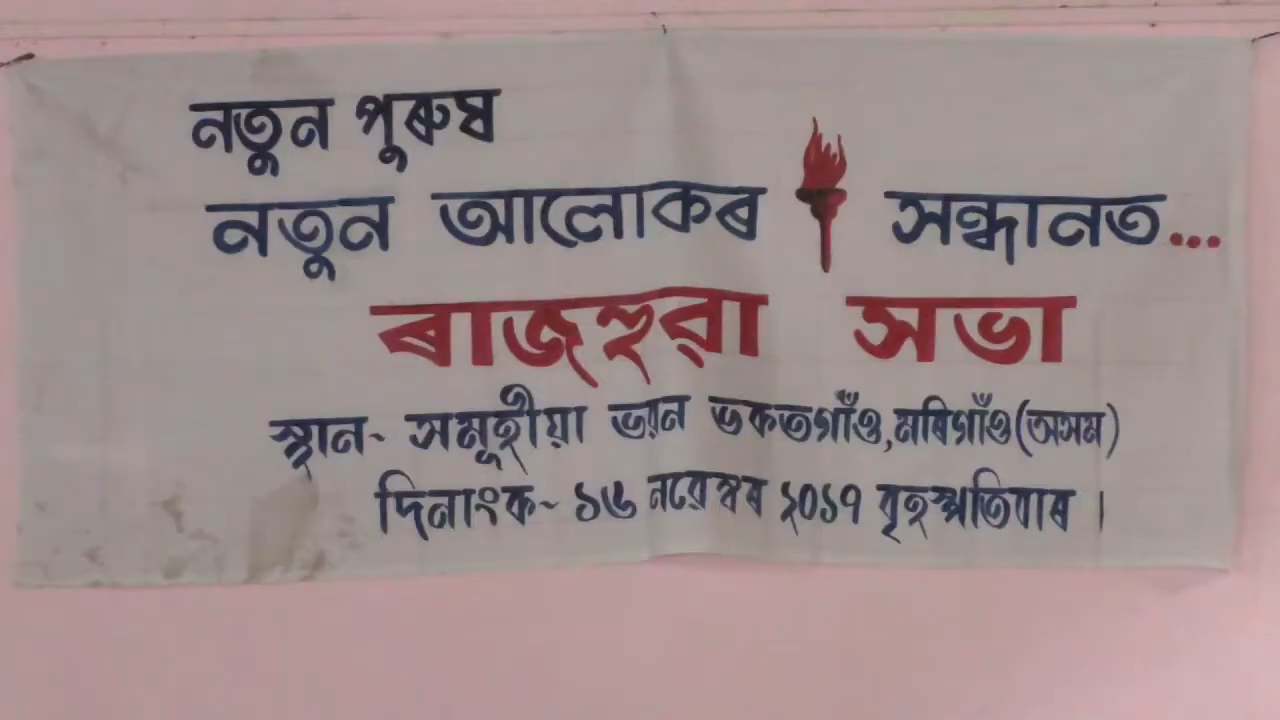 নতুন পুৰুষ
নতুন আলোকৰ সন্ধানত...
ৰাজহুৱা সভা
স্থান- সমূহীয়া ভৱন ভকতগাঁও,মৰিগাঁও(অসম)
দিনাংক- ১৬ নৱেম্বৰ ২০১৭ বৃহস্পতিবাৰ ।